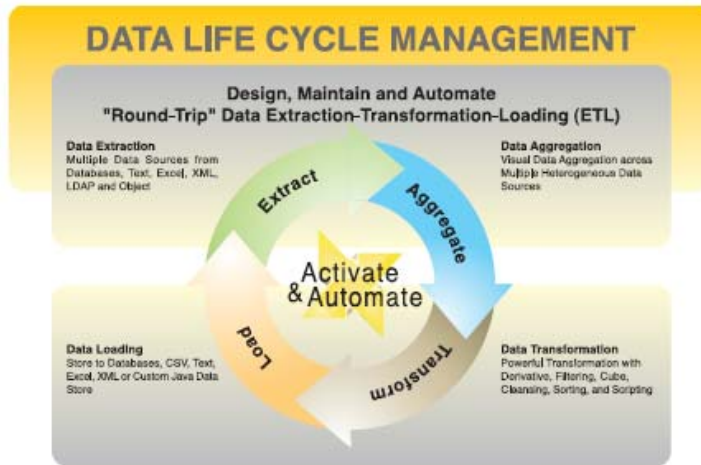 DATA LIFE CYCLE MANAGEMENT
Design, Maintain and Automate
"Round-Trip" Data Extraction-Transformation-Loading (ETL)
Data Extraction
Multiple Data Sources from
Databases, Text, Excel, XML,
LDAP and Object
Data Aggregation
Visual Data Aggregation across
Multiple Heterogeneous Data
Sources
Extract
Aggregate
Activate
& Automate
Load
Transform
Data Loading
Store to Databases, CSV, Text,
Excel, XML or Custom Java Data
Store
Data Transformation
Powerful Transformation with
Derivative, Filtering, Cube,
Cleansing, Sorting, and Scripting